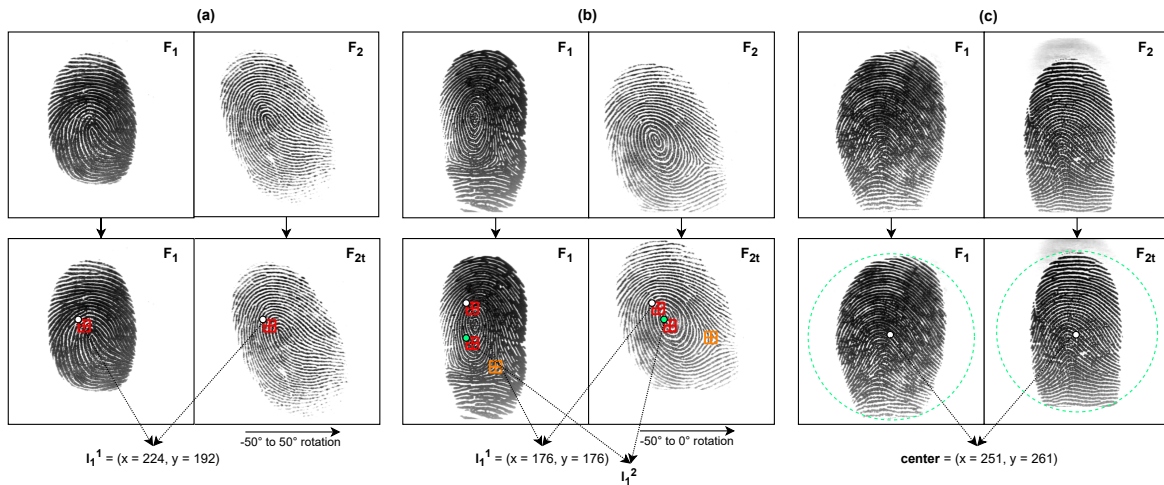 (a) (b) (c)
F1 F2 F1 F2 F1 F2
F1 F2t F1 F2t F1 F2t
-50° to 50° rotation -50° to 0° rotation
I1^1 = (x = 224, y = 192) I1^1 = (x = 176, y = 176) center = (x = 251, y = 261)
I1^2